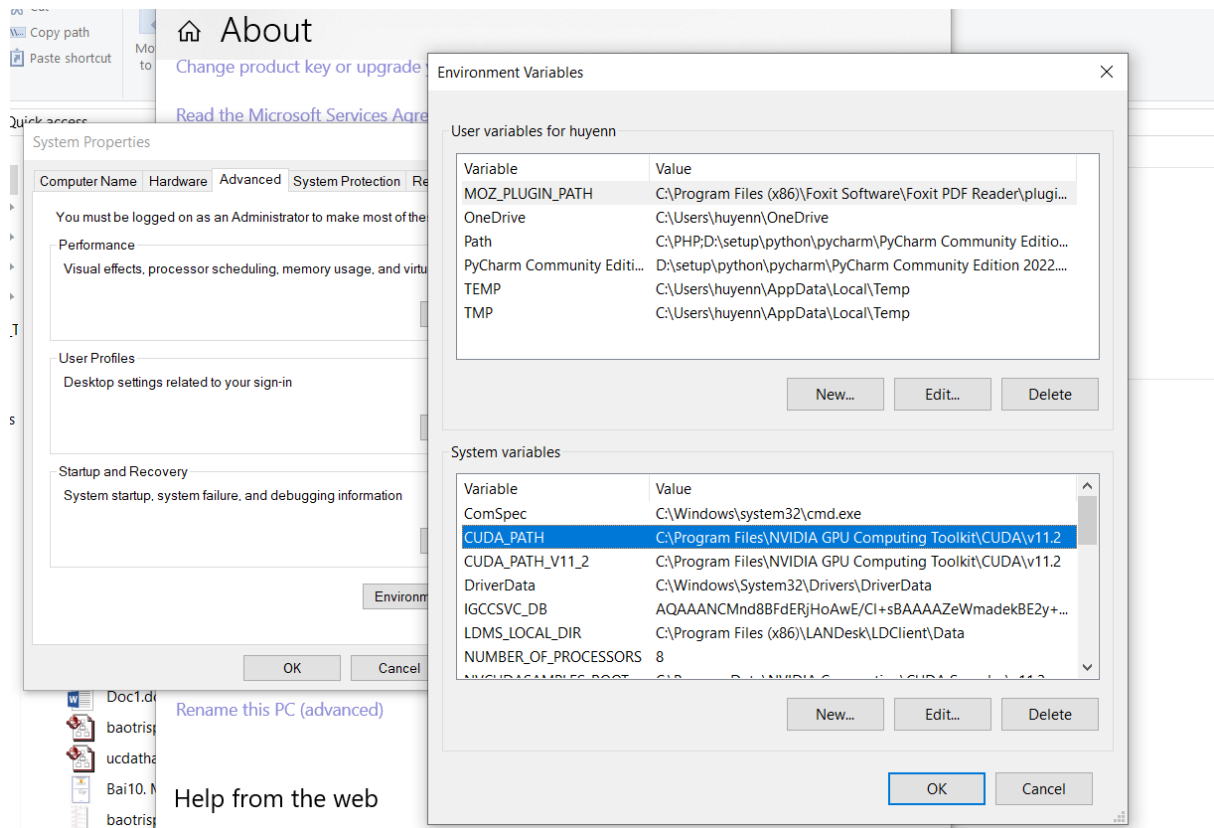 Cut
Copy path
Paste shortcut
to
Quick access
About
Change product key or upgrade
Read the Microsoft Services Agre
System Properties
Computer Name Hardware Advanced System Protection Re
You must be logged on as an Administrator to make most of the
Performance
Visual effects, processor scheduling, memory usage, and virtu
User Profiles
Desktop settings related to your sign-in
Startup and Recovery
System startup, system failure, and debugging information
Environm
OK Cancel
Doc1.do
baotrisp
ucdatha
Bai10. M
baotrisp
Rename this PC (advanced)
Help from the web
Environment Variables
User variables for huyenn
Variable Value
MOZ_PLUGIN_PATH C:\Program Files (x86)\Foxit Software\Foxit PDF Reader\plugi...
OneDrive C:\Users\huyenn\OneDrive
Path C:\PHP;D:\setup\python\pycharm\PyCharm Community Editio...
PyCharm Community Editi... D:\setup\python\pycharm\PyCharm Community Edition 2022....
TEMP C:\Users\huyenn\AppData\Local\Temp
TMP C:\Users\huyenn\AppData\Local\Temp
New... Edit... Delete
System variables
Variable Value
ComSpec C:\Windows\system32\cmd.exe
CUDA_PATH C:\Program Files\NVIDIA GPU Computing Toolkit\CUDA\v11.2
CUDA_PATH_V11_2 C:\Program Files\NVIDIA GPU Computing Toolkit\CUDA\v11.2
DriverData C:\Windows\System32\Drivers\DriverData
IGCCSVC_DB AQAAANCMnd8BFdERjHoAwE/Cl+sBAAAAZeWmadekBE2y+...
LDMS_LOCAL_DIR C:\Program Files (x86)\LANDesk\LDClient\Data
NUMBER_OF_PROCESSORS 8
New... Edit... Delete
OK Cancel